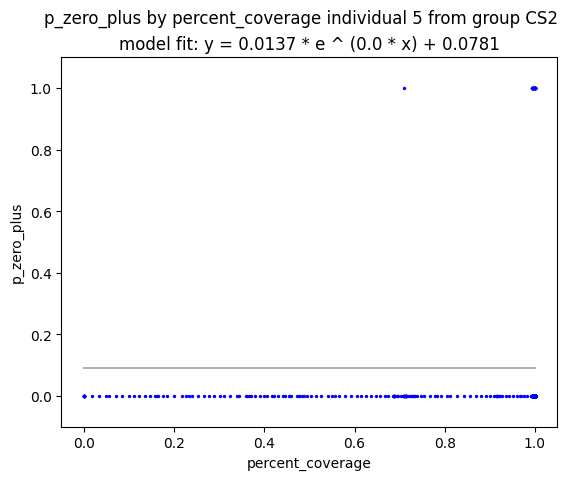 p_zero_plus by percent_coverage individual 5 from group CS2
model fit: y = 0.0137 * e ^ (0.0 * x) + 0.0781
1.0
0.8
0.6
0.4
0.2
0.0
p_zero_plus
0.0 0.2 0.4 0.6 0.8 1.0
percent_coverage